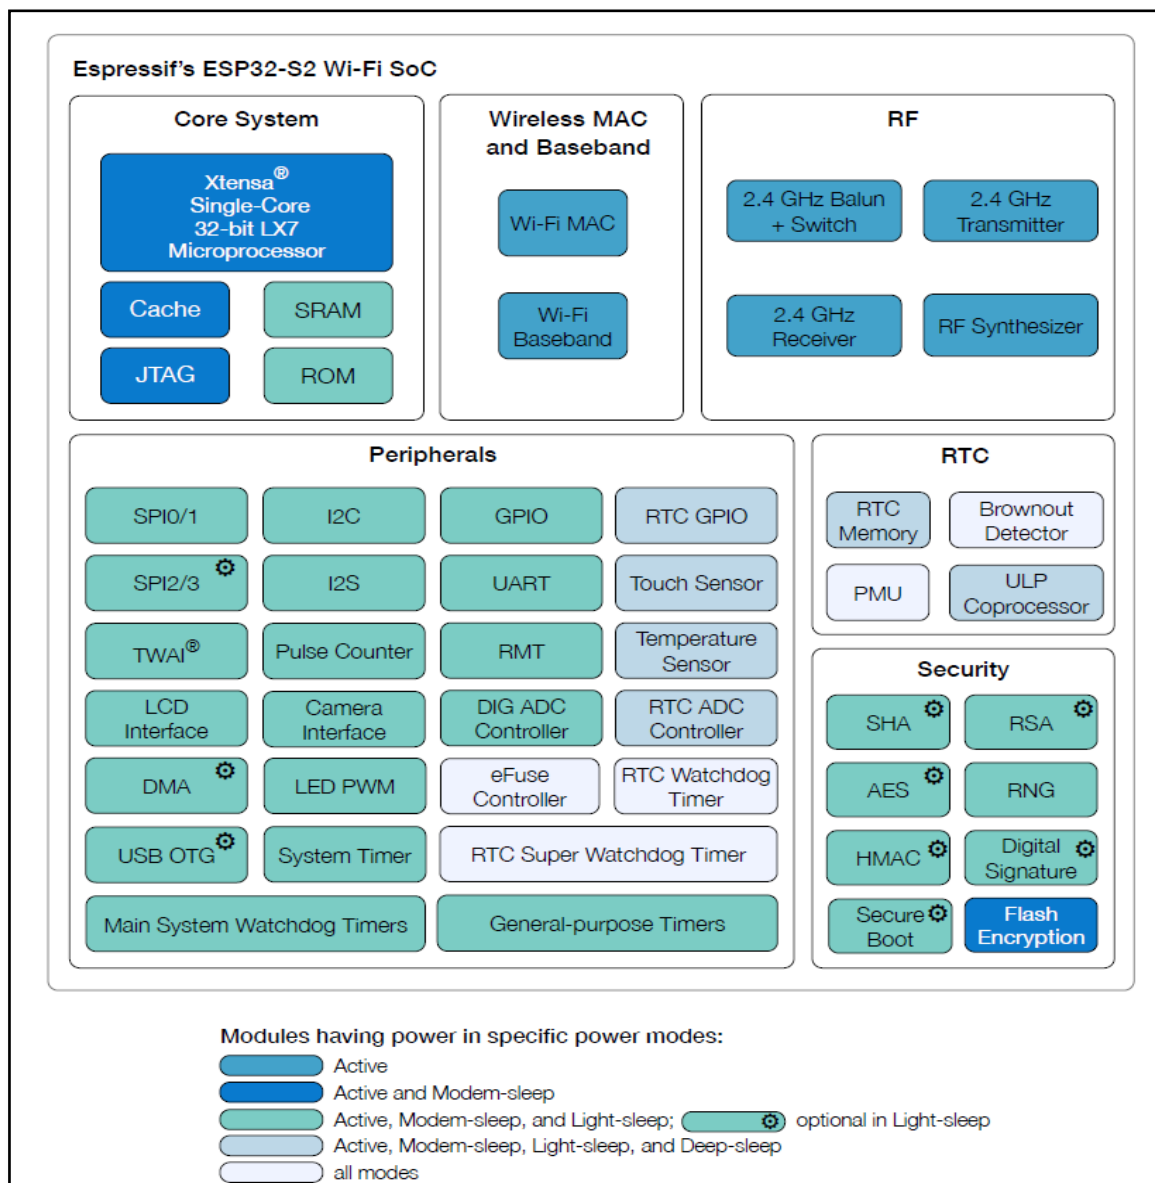 Espressif's ESP32-S2 Wi-Fi SoC
Core System
Xtensa®
Single-Core
32-bit LX7
Microprocessor
Cache
SRAM
JTAG
ROM
Wireless MAC
and Baseband
Wi-Fi MAC
Wi-Fi
Baseband
RF
2.4 GHz Balun
+ Switch
2.4 GHz
Transmitter
2.4 GHz
Receiver
RF Synthesizer
Peripherals
SPI0/1
I2C
GPIO
RTC GPIO
SPI2/3
I2S
UART
Touch Sensor
TWAI®
Pulse Counter
RMT
Temperature
Sensor
LCD
Interface
Camera
Interface
DIG ADC
Controller
RTC ADC
Controller
DMA
LED PWM
eFuse
Controller
RTC Watchdog
Timer
USB OTG
System Timer
RTC Super Watchdog Timer
Main System Watchdog Timers
General-purpose Timers
RTC
RTC
Memory
Brownout
Detector
PMU
ULP
Coprocessor
Security
SHA
RSA
AES
RNG
HMAC
Digital
Signature
Secure
Boot
Flash
Encryption
Modules having power in specific power modes:
Active
Active and Modem-sleep
Active, Modem-sleep, and Light-sleep; optional in Light-sleep
Active, Modem-sleep, Light-sleep, and Deep-sleep
all modes